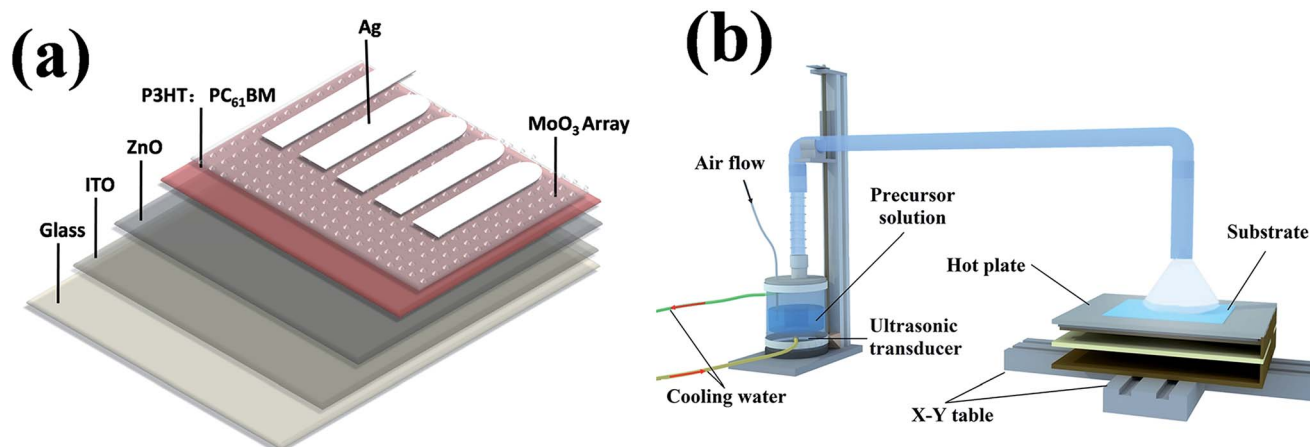 (a)
Ag
P3HT： PC₆₁BM
MoO₃ Array
ZnO
ITO
Glass
(b)
Air flow
Precursor
solution
Substrate
Hot plate
Ultrasonic
transducer
Cooling water
X-Y table